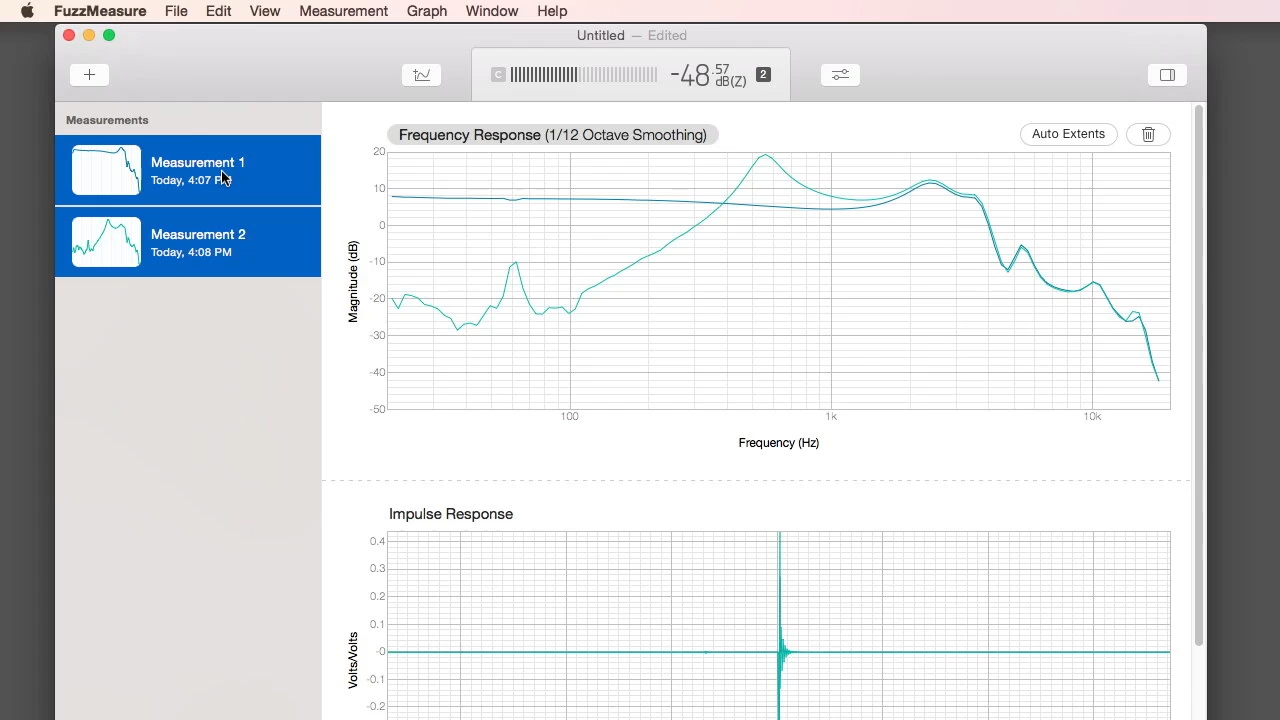 FuzzMeasure File Edit View Measurement Graph Window Help
Untitled — Edited
C -48.57 dB(Z) 2
Measurements
Measurement 1
Today, 4:07
Measurement 2
Today, 4:08 PM
Frequency Response (1/12 Octave Smoothing)
Auto Extents
20
10
0
-10
-20
-30
-40
-50
Magnitude (dB)
100 1k 10k
Frequency (Hz)
Impulse Response
0.4
0.3
0.2
0.1
-0
-0.1
-0.2
Volts/Volts